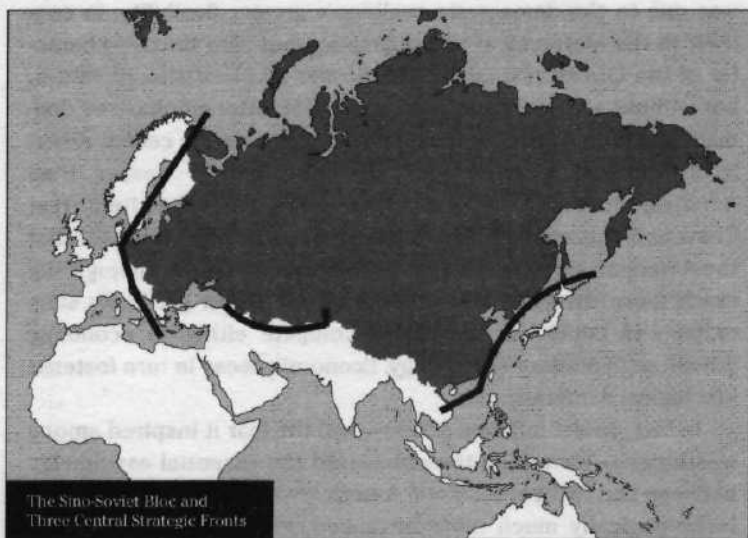 The Sino-Soviet Bloc and
Three Central Strategic Fronts